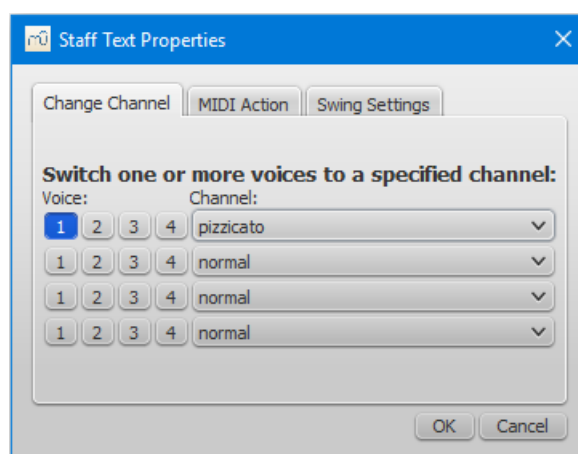 Staff Text Properties
Change Channel MIDI Action Swing Settings
Switch one or more voices to a specified channel:
Voice: Channel:
1 2 3 4 pizzicato
1 2 3 4 normal
1 2 3 4 normal
1 2 3 4 normal
OK Cancel